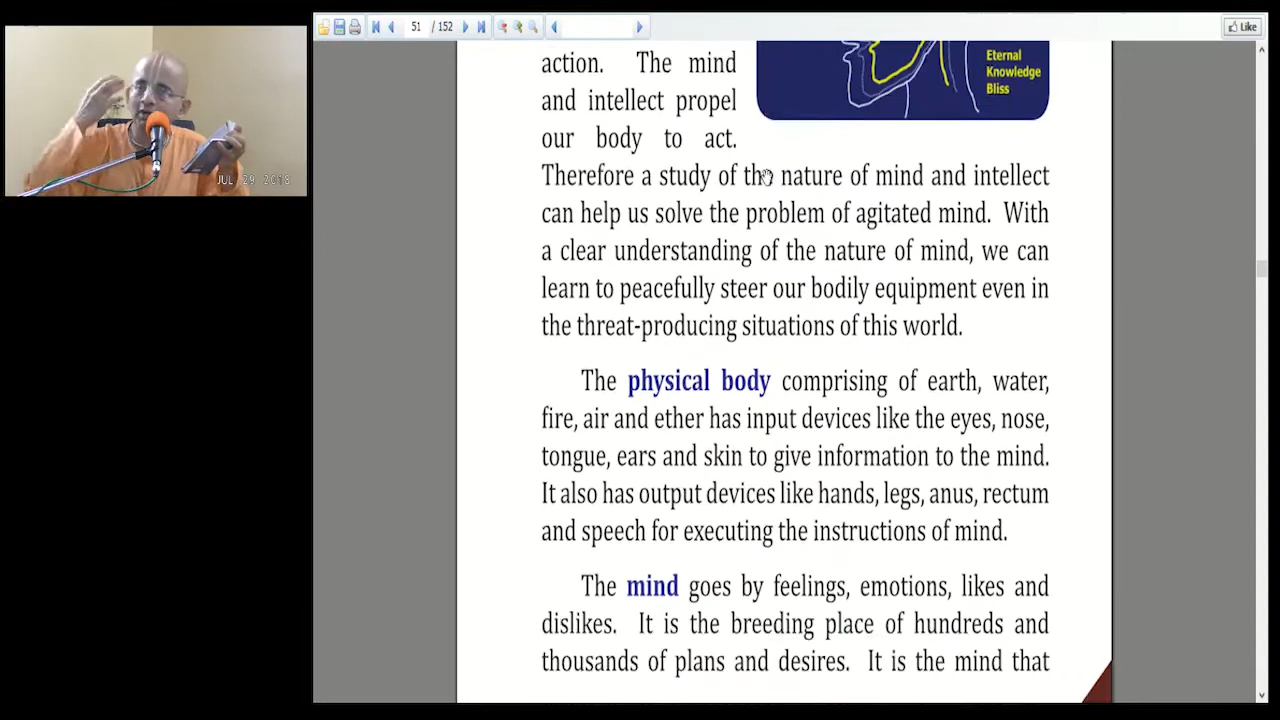 51 / 152
Like
action. The mind
and intellect propel
our body to act.
Eternal
Knowledge
Bliss
Therefore a study of the nature of mind and intellect
can help us solve the problem of agitated mind. With
a clear understanding of the nature of mind, we can
learn to peacefully steer our bodily equipment even in
the threat-producing situations of this world.
The physical body comprising of earth, water,
fire, air and ether has input devices like the eyes, nose,
tongue, ears and skin to give information to the mind.
It also has output devices like hands, legs, anus, rectum
and speech for executing the instructions of mind.
The mind goes by feelings, emotions, likes and
dislikes. It is the breeding place of hundreds and
thousands of plans and desires. It is the mind that
JUL 29 2018